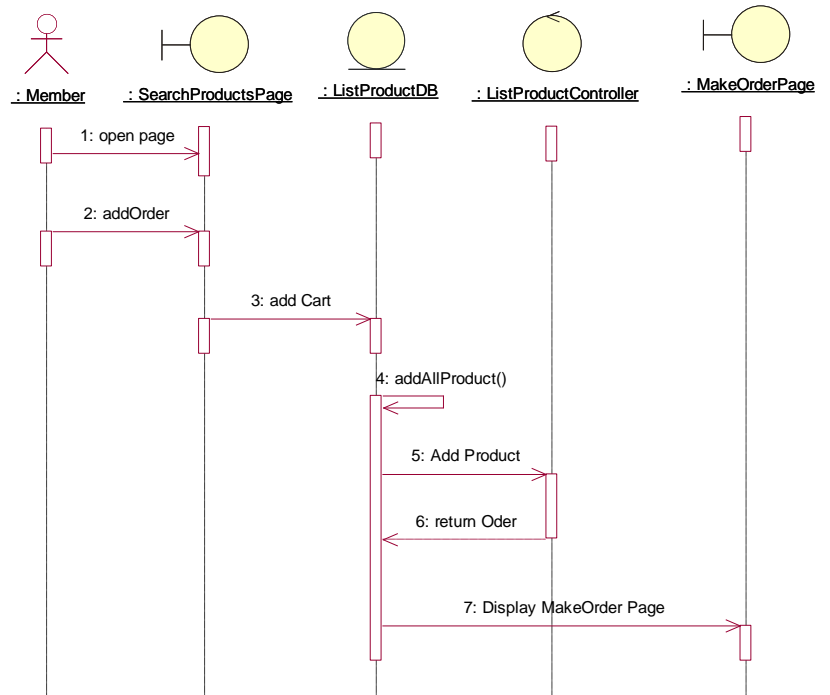 : Member
: SearchProductsPage
: ListProductDB
: ListProductController
: MakeOrderPage
1: open page
2: addOrder
3: add Cart
4: addAllProduct()
5: Add Product
6: return Oder
7: Display MakeOrder Page